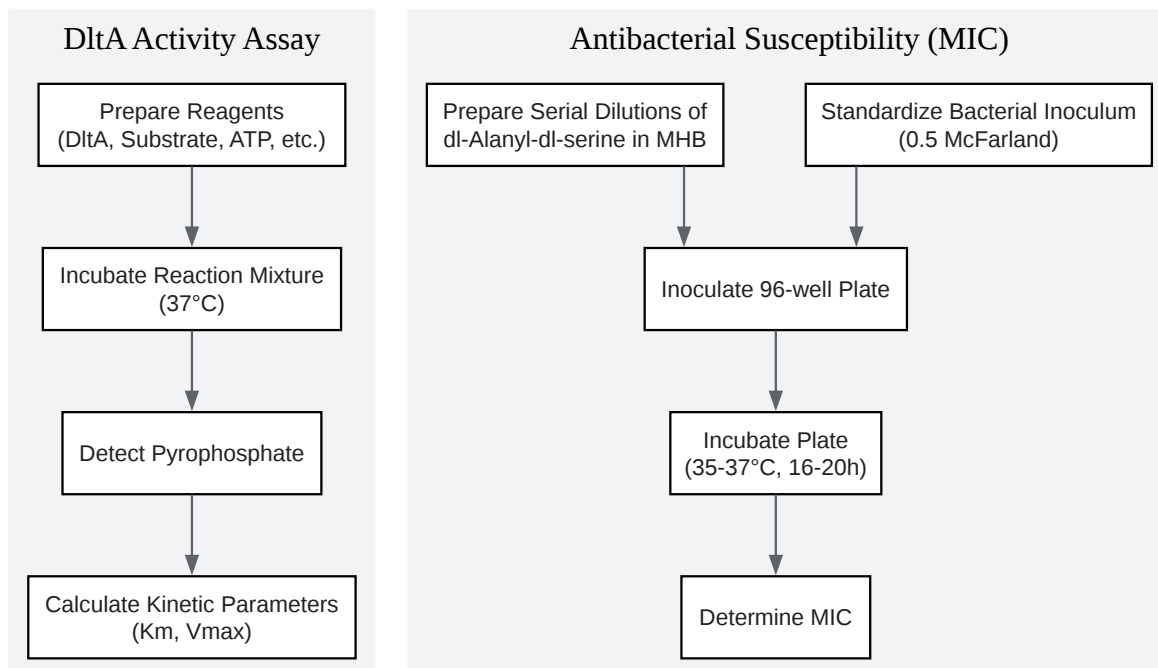 DltA Activity Assay
Prepare Reagents
(DltA, Substrate, ATP, etc.)
Incubate Reaction Mixture
(37°C)
Detect Pyrophosphate
Calculate Kinetic Parameters
(Km, Vmax)
Antibacterial Susceptibility (MIC)
Prepare Serial Dilutions of
dl-Alanyl-dl-serine in MHB
Standardize Bacterial Inoculum
(0.5 McFarland)
Inoculate 96-well Plate
Incubate Plate
(35-37°C, 16-20h)
Determine MIC